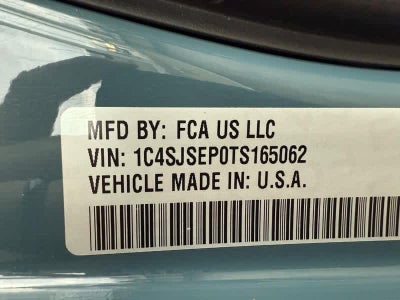 MFD BY: FCA US LLC
VIN: 1C4SJSEP0TS165062
VEHICLE MADE IN: U.S.A.